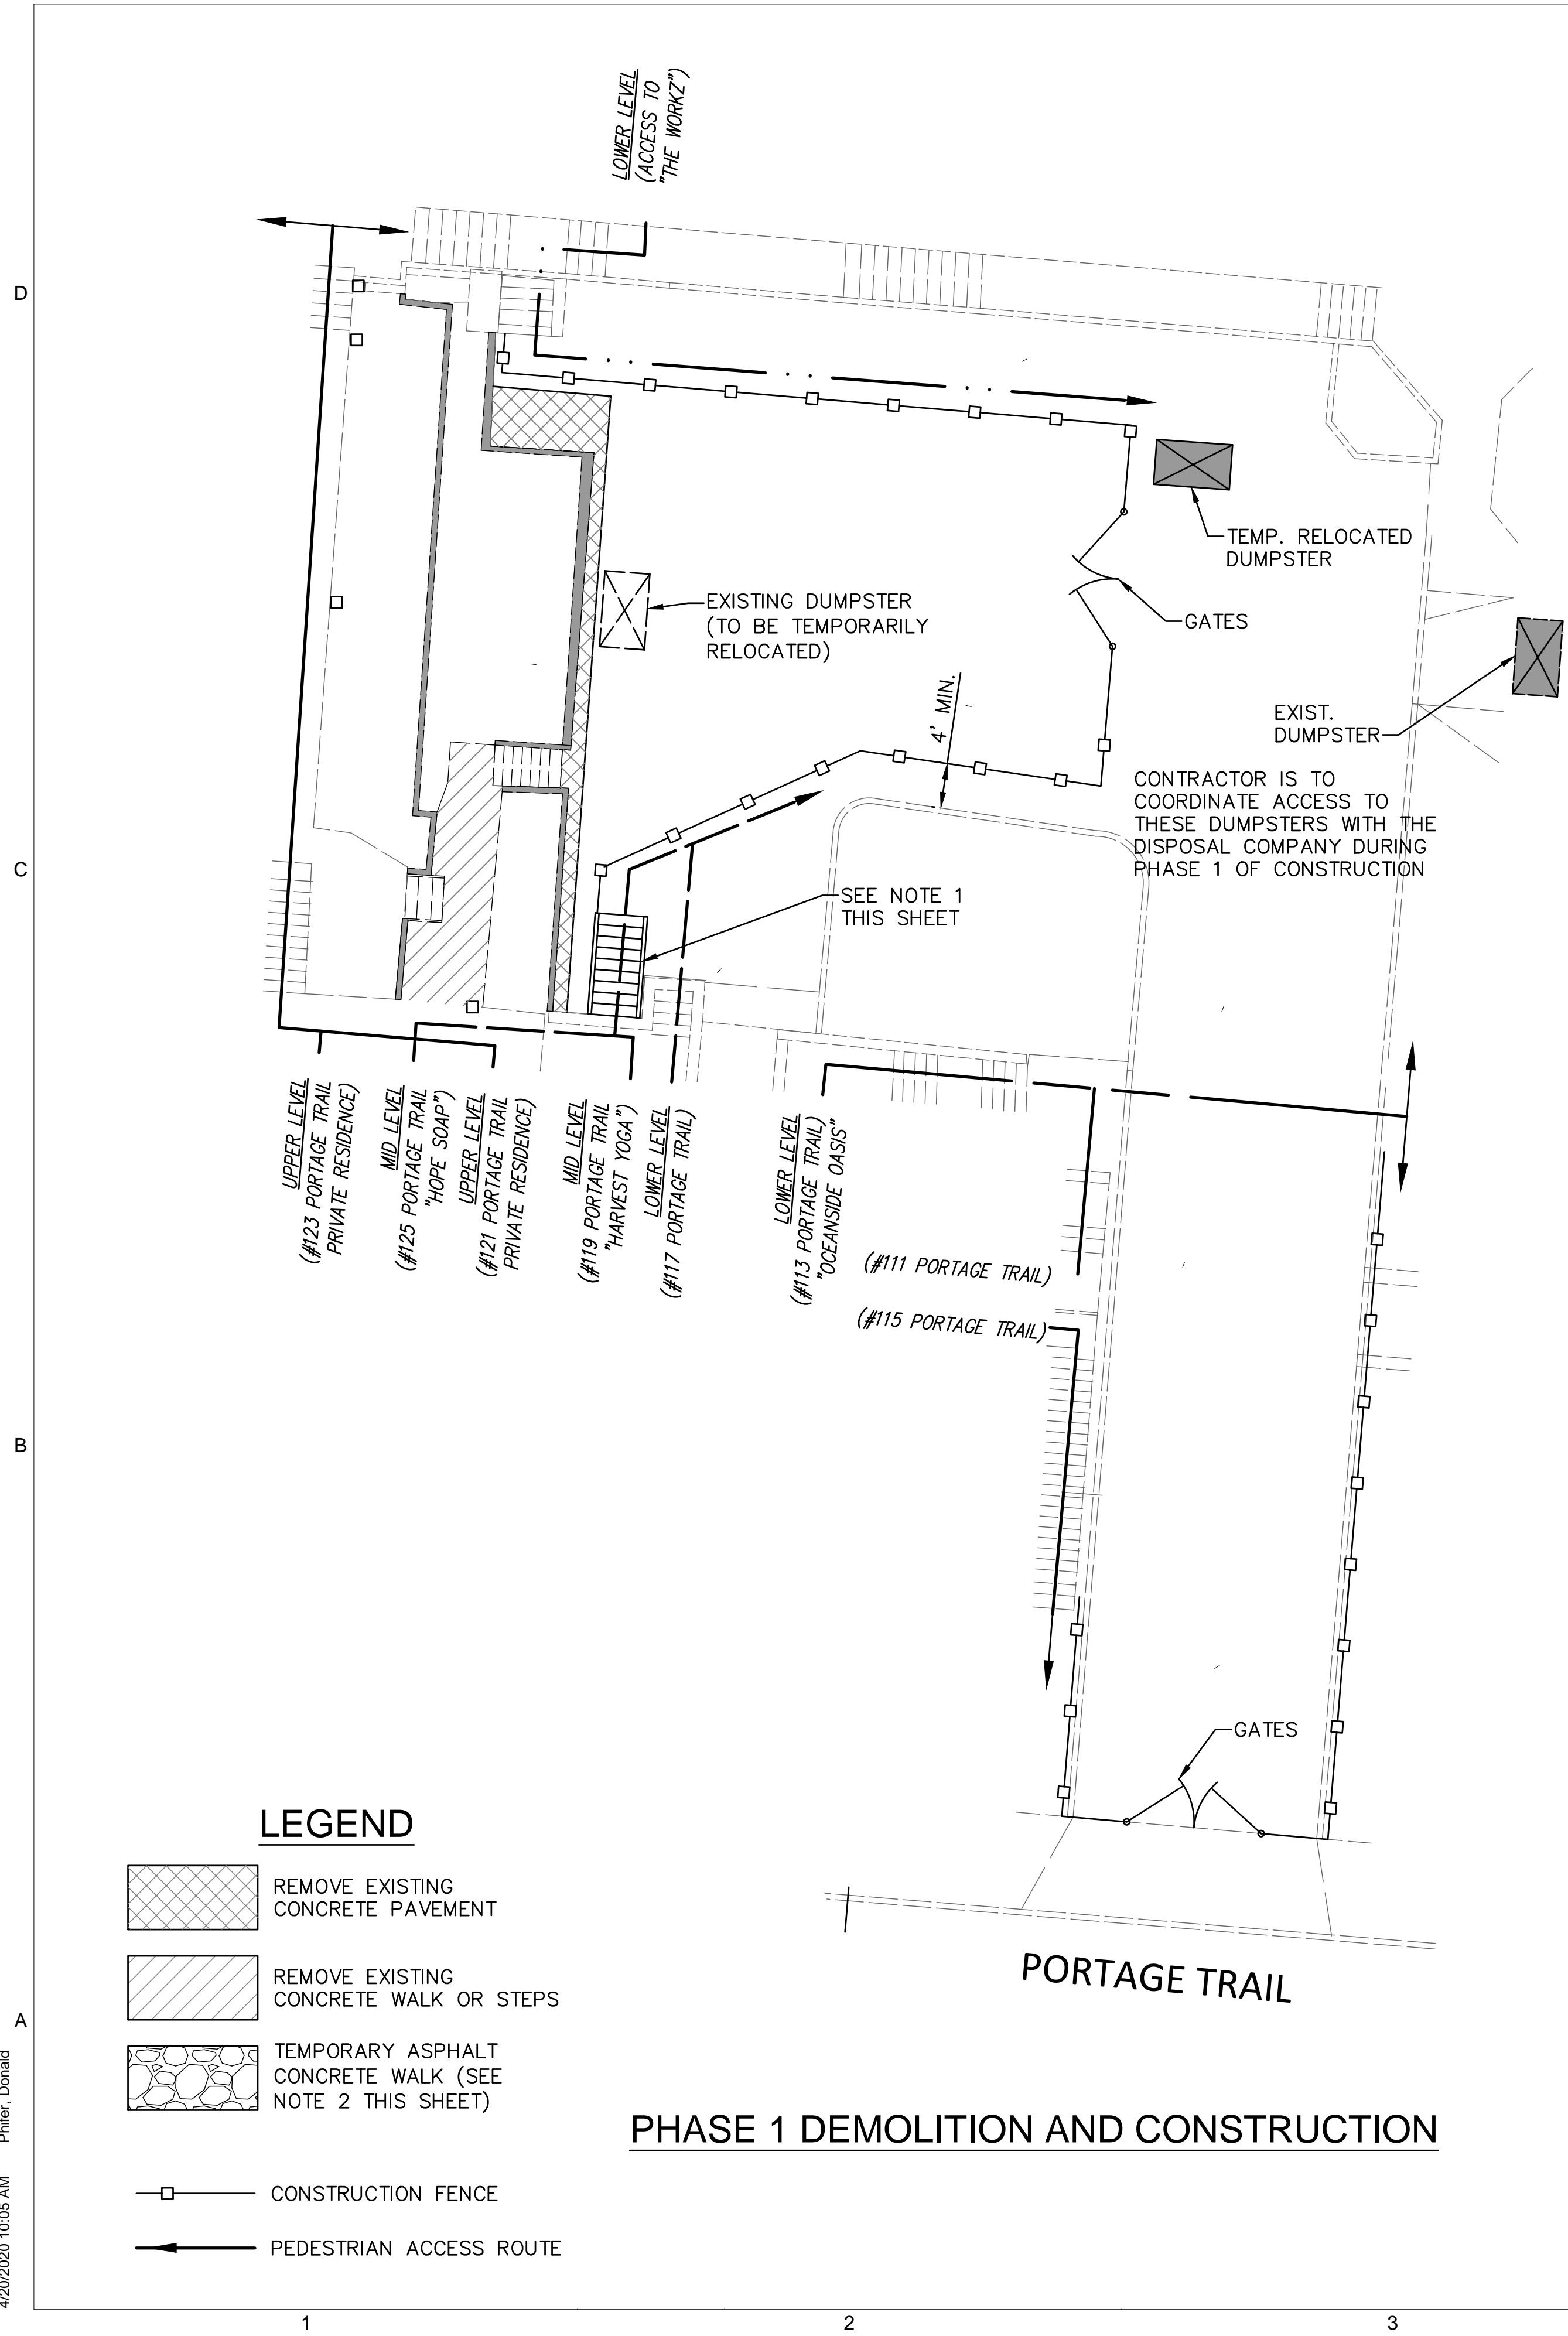 LOWER LEVEL
(ACCESS TO
"THE WORKZ")
D
TEMP. RELOCATED
DUMPSTER
EXISTING DUMPSTER
(TO BE TEMPORARILY
RELOCATED)
GATES
4' MIN.
EXIST.
DUMPSTER
CONTRACTOR IS TO
COORDINATE ACCESS TO
THESE DUMPSTERS WITH THE
DISPOSAL COMPANY DURING
PHASE 1 OF CONSTRUCTION
C
SEE NOTE 1
THIS SHEET
UPPER LEVEL
(#123 PORTAGE TRAIL
PRIVATE RESIDENCE)
MID LEVEL
(#125 PORTAGE TRAIL
"HOPE SOAP")
UPPER LEVEL
(#121 PORTAGE TRAIL
PRIVATE RESIDENCE)
MID LEVEL
(#119 PORTAGE TRAIL
"HARVEST YOGA")
LOWER LEVEL
(#117 PORTAGE TRAIL)
LOWER LEVEL
(#113 PORTAGE TRAIL)
"OCEANSIDE OASIS"
(#111 PORTAGE TRAIL)
(#115 PORTAGE TRAIL)
B
GATES
LEGEND
REMOVE EXISTING
CONCRETE PAVEMENT
REMOVE EXISTING
CONCRETE WALK OR STEPS
TEMPORARY ASPHALT
CONCRETE WALK (SEE
NOTE 2 THIS SHEET)
CONSTRUCTION FENCE
PEDESTRIAN ACCESS ROUTE
PORTAGE TRAIL
A
PHASE 1 DEMOLITION AND CONSTRUCTION
4/20/2020 10:05 AM Phifer, Donald
1
2
3